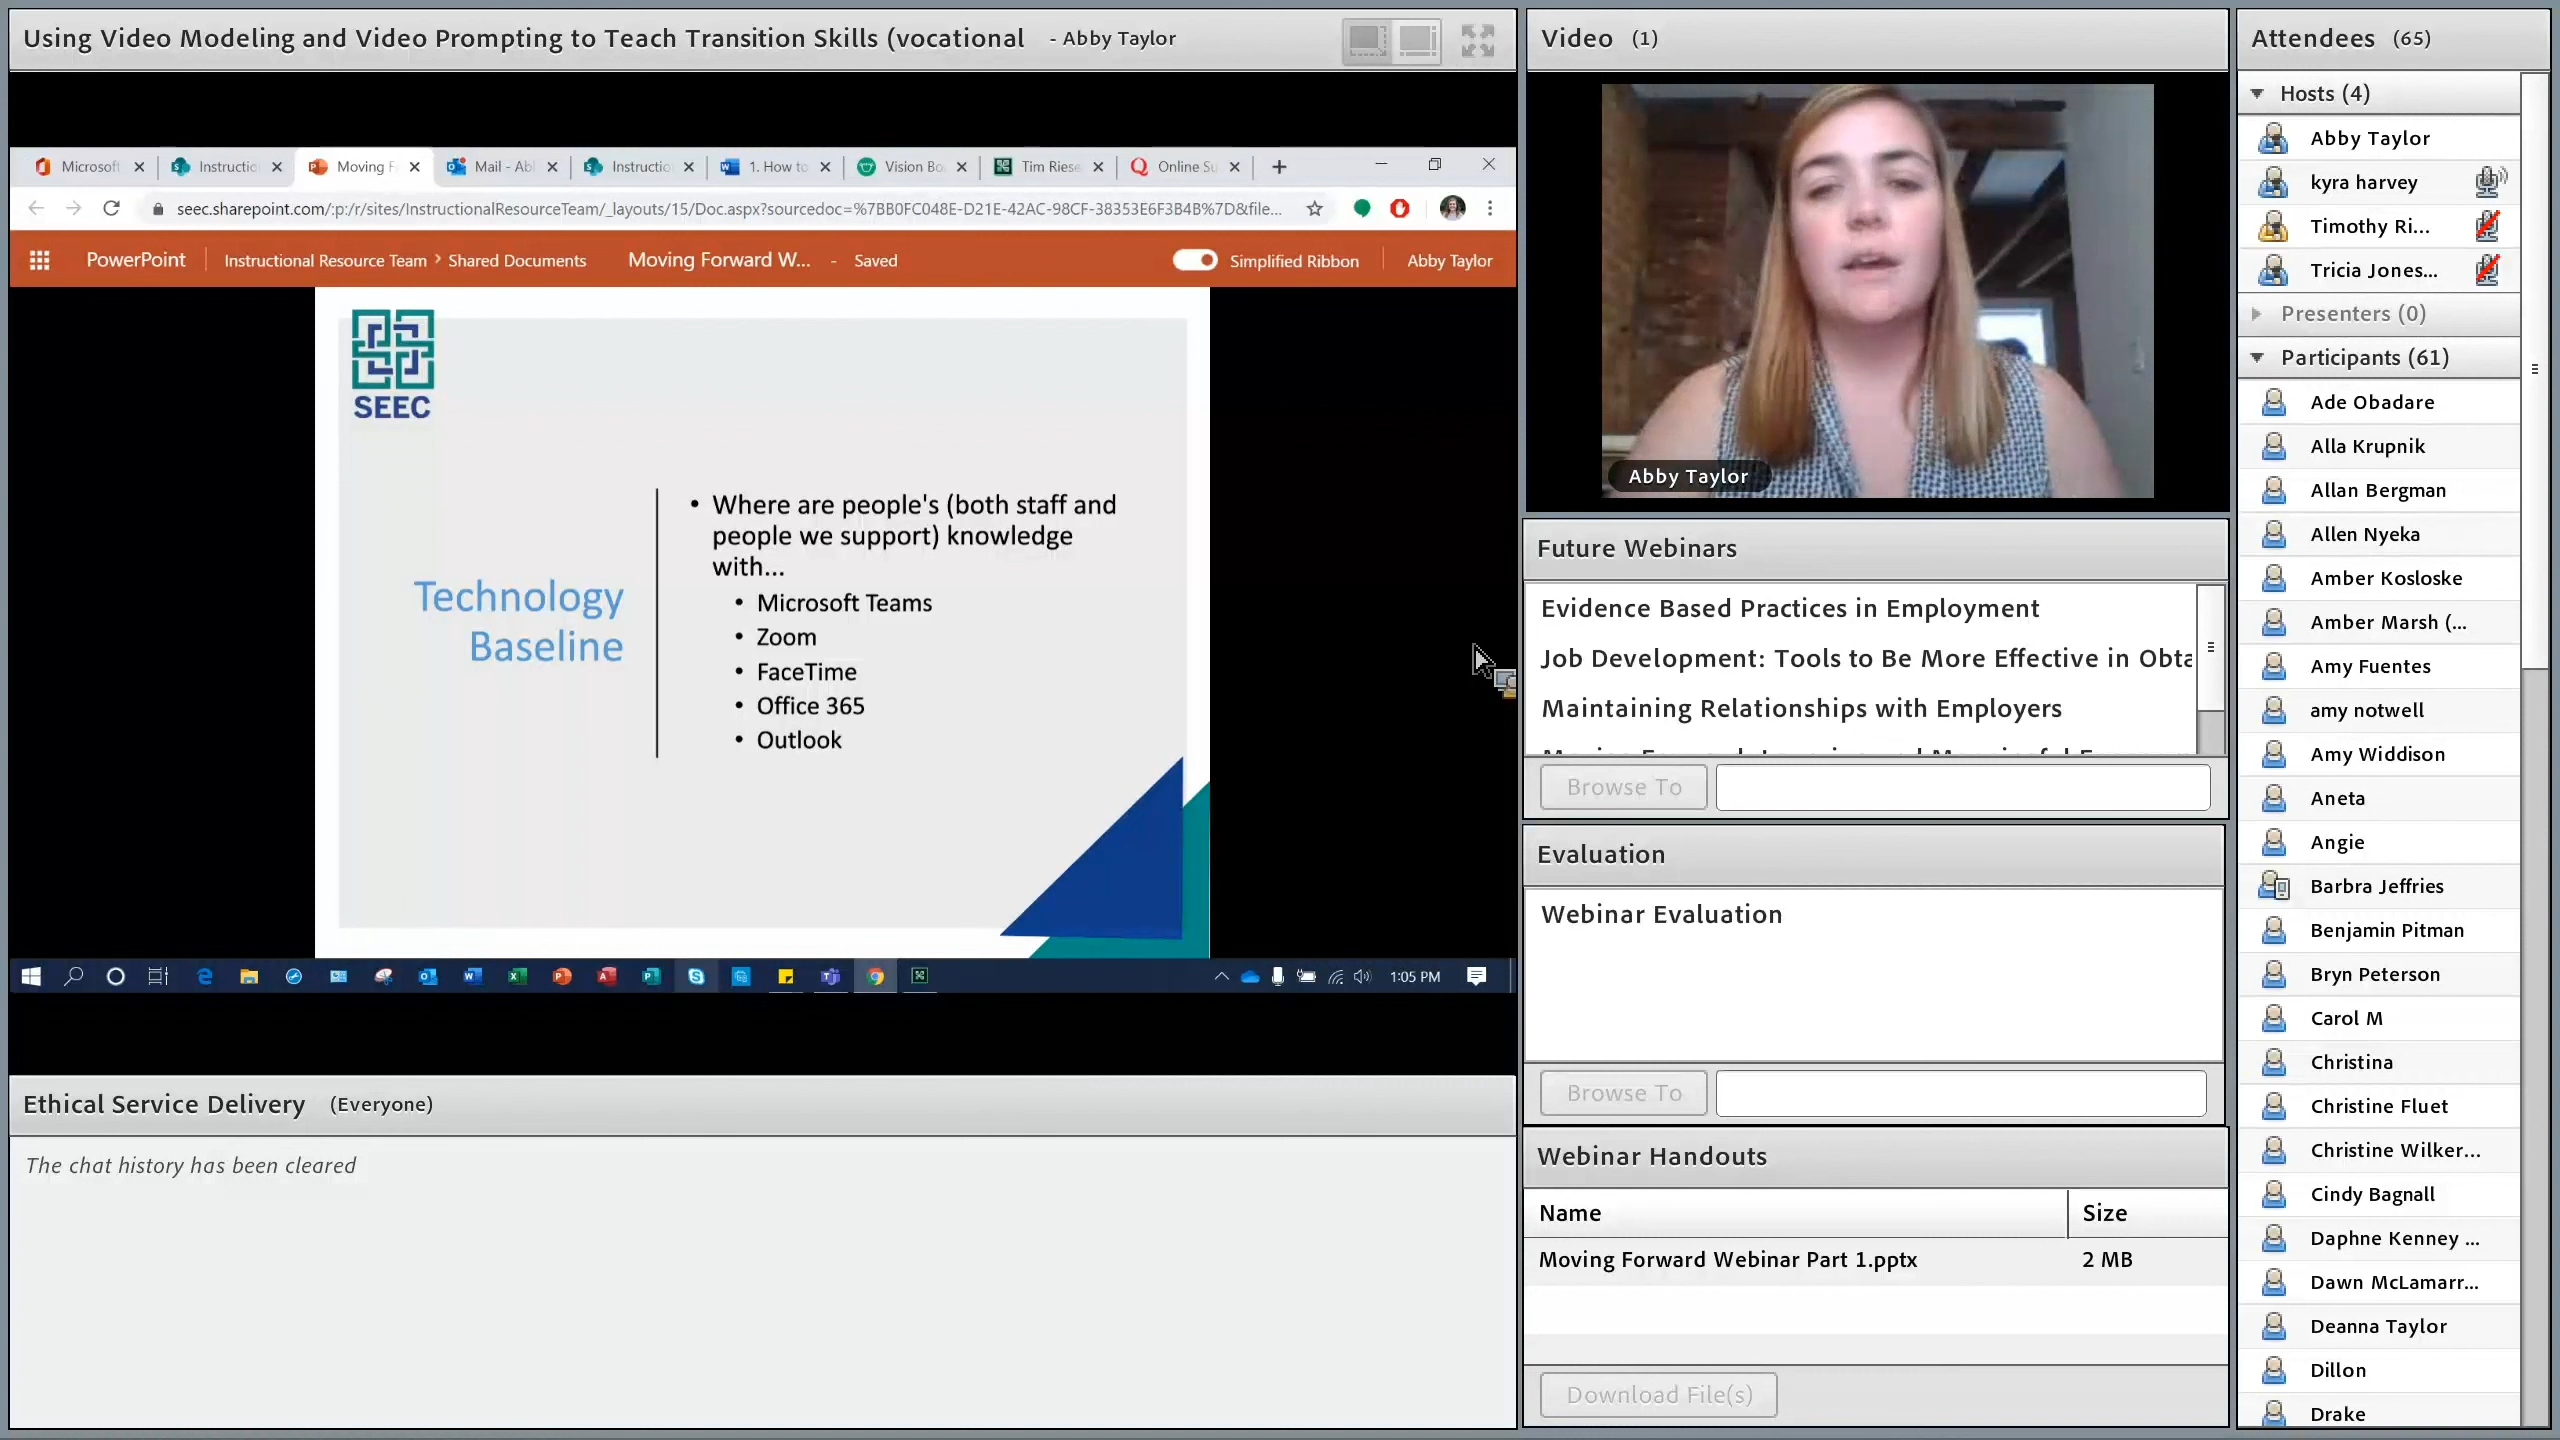 Using Video Modeling and Video Prompting to Teach Transition Skills (vocational - Abby Taylor
Microsoft
Instructio
Moving F
Mail - Ab
Instructio
1. How to
Vision Bo
Tim Riese
Online Su
seec.sharepoint.com/:p:/r/sites/InstructionalResourceTeam/_layouts/15/Doc.aspx?sourcedoc=%7BB0FC048E-D21E-42AC-98CF-38353E6F3B4B%7D&file...
PowerPoint
Instructional Resource Team > Shared Documents
Moving Forward W... - Saved
Simplified Ribbon
Abby Taylor
SEEC
Technology
Baseline
• Where are people's (both staff and
people we support) knowledge
with...
• Microsoft Teams
• Zoom
• FaceTime
• Office 365
• Outlook
1:05 PM
Ethical Service Delivery (Everyone)
The chat history has been cleared
Video (1)
Abby Taylor
Future Webinars
Evidence Based Practices in Employment
Job Development: Tools to Be More Effective in Obta
Maintaining Relationships with Employers
Browse To
Evaluation
Webinar Evaluation
Browse To
Webinar Handouts
Name Size
Moving Forward Webinar Part 1.pptx 2 MB
Download File(s)
Attendees (65)
Hosts (4)
Abby Taylor
kyra harvey
Timothy Ri...
Tricia Jones...
Presenters (0)
Participants (61)
Ade Obadare
Alla Krupnik
Allan Bergman
Allen Nyeka
Amber Kosloske
Amber Marsh (...
Amy Fuentes
amy notwell
Amy Widdison
Aneta
Angie
Barbra Jeffries
Benjamin Pitman
Bryn Peterson
Carol M
Christina
Christine Fluet
Christine Wilker...
Cindy Bagnall
Daphne Kenney ...
Dawn McLamarr...
Deanna Taylor
Dillon
Drake